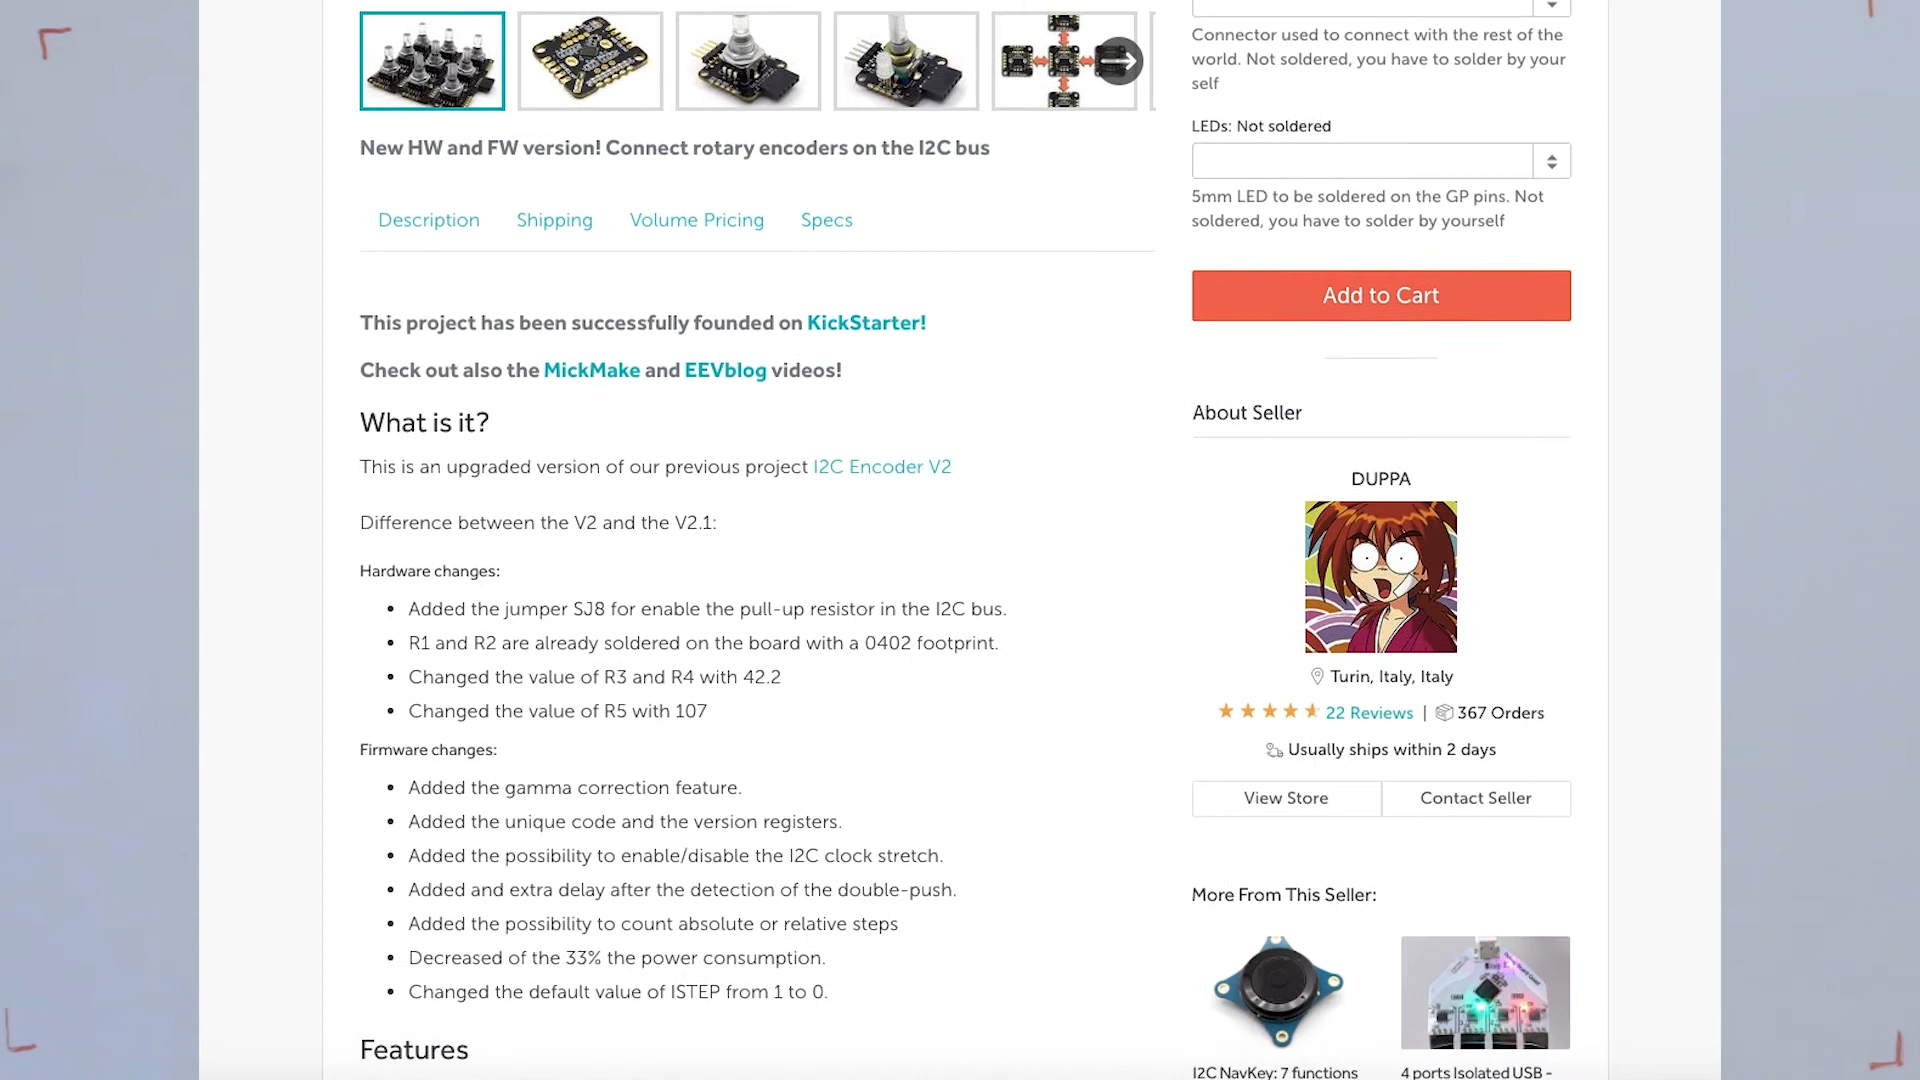 New HW and FW version! Connect rotary encoders on the I2C bus
Description
Shipping
Volume Pricing
Specs
This project has been successfully founded on KickStarter!
Check out also the MickMake and EEVblog videos!
What is it?
This is an upgraded version of our previous project I2C Encoder V2
Difference between the V2 and the V2.1:
Hardware changes:
• Added the jumper SJ8 for enable the pull-up resistor in the I2C bus.
• R1 and R2 are already soldered on the board with a 0402 footprint.
• Changed the value of R3 and R4 with 42.2
• Changed the value of R5 with 107
Firmware changes:
• Added the gamma correction feature.
• Added the unique code and the version registers.
• Added the possibility to enable/disable the I2C clock stretch.
• Added and extra delay after the detection of the double-push.
• Added the possibility to count absolute or relative steps
• Decreased of the 33% the power consumption.
• Changed the default value of ISTEP from 1 to 0.
Features
Connector used to connect with the rest of the
world. Not soldered, you have to solder by your
self
LEDs: Not soldered
5mm LED to be soldered on the GP pins. Not
soldered, you have to solder by yourself
Add to Cart
About Seller
DUPPA
Turin, Italy, Italy
22 Reviews | 367 Orders
Usually ships within 2 days
View Store
Contact Seller
More From This Seller:
I2C NavKey: 7 functions
4 ports Isolated USB -